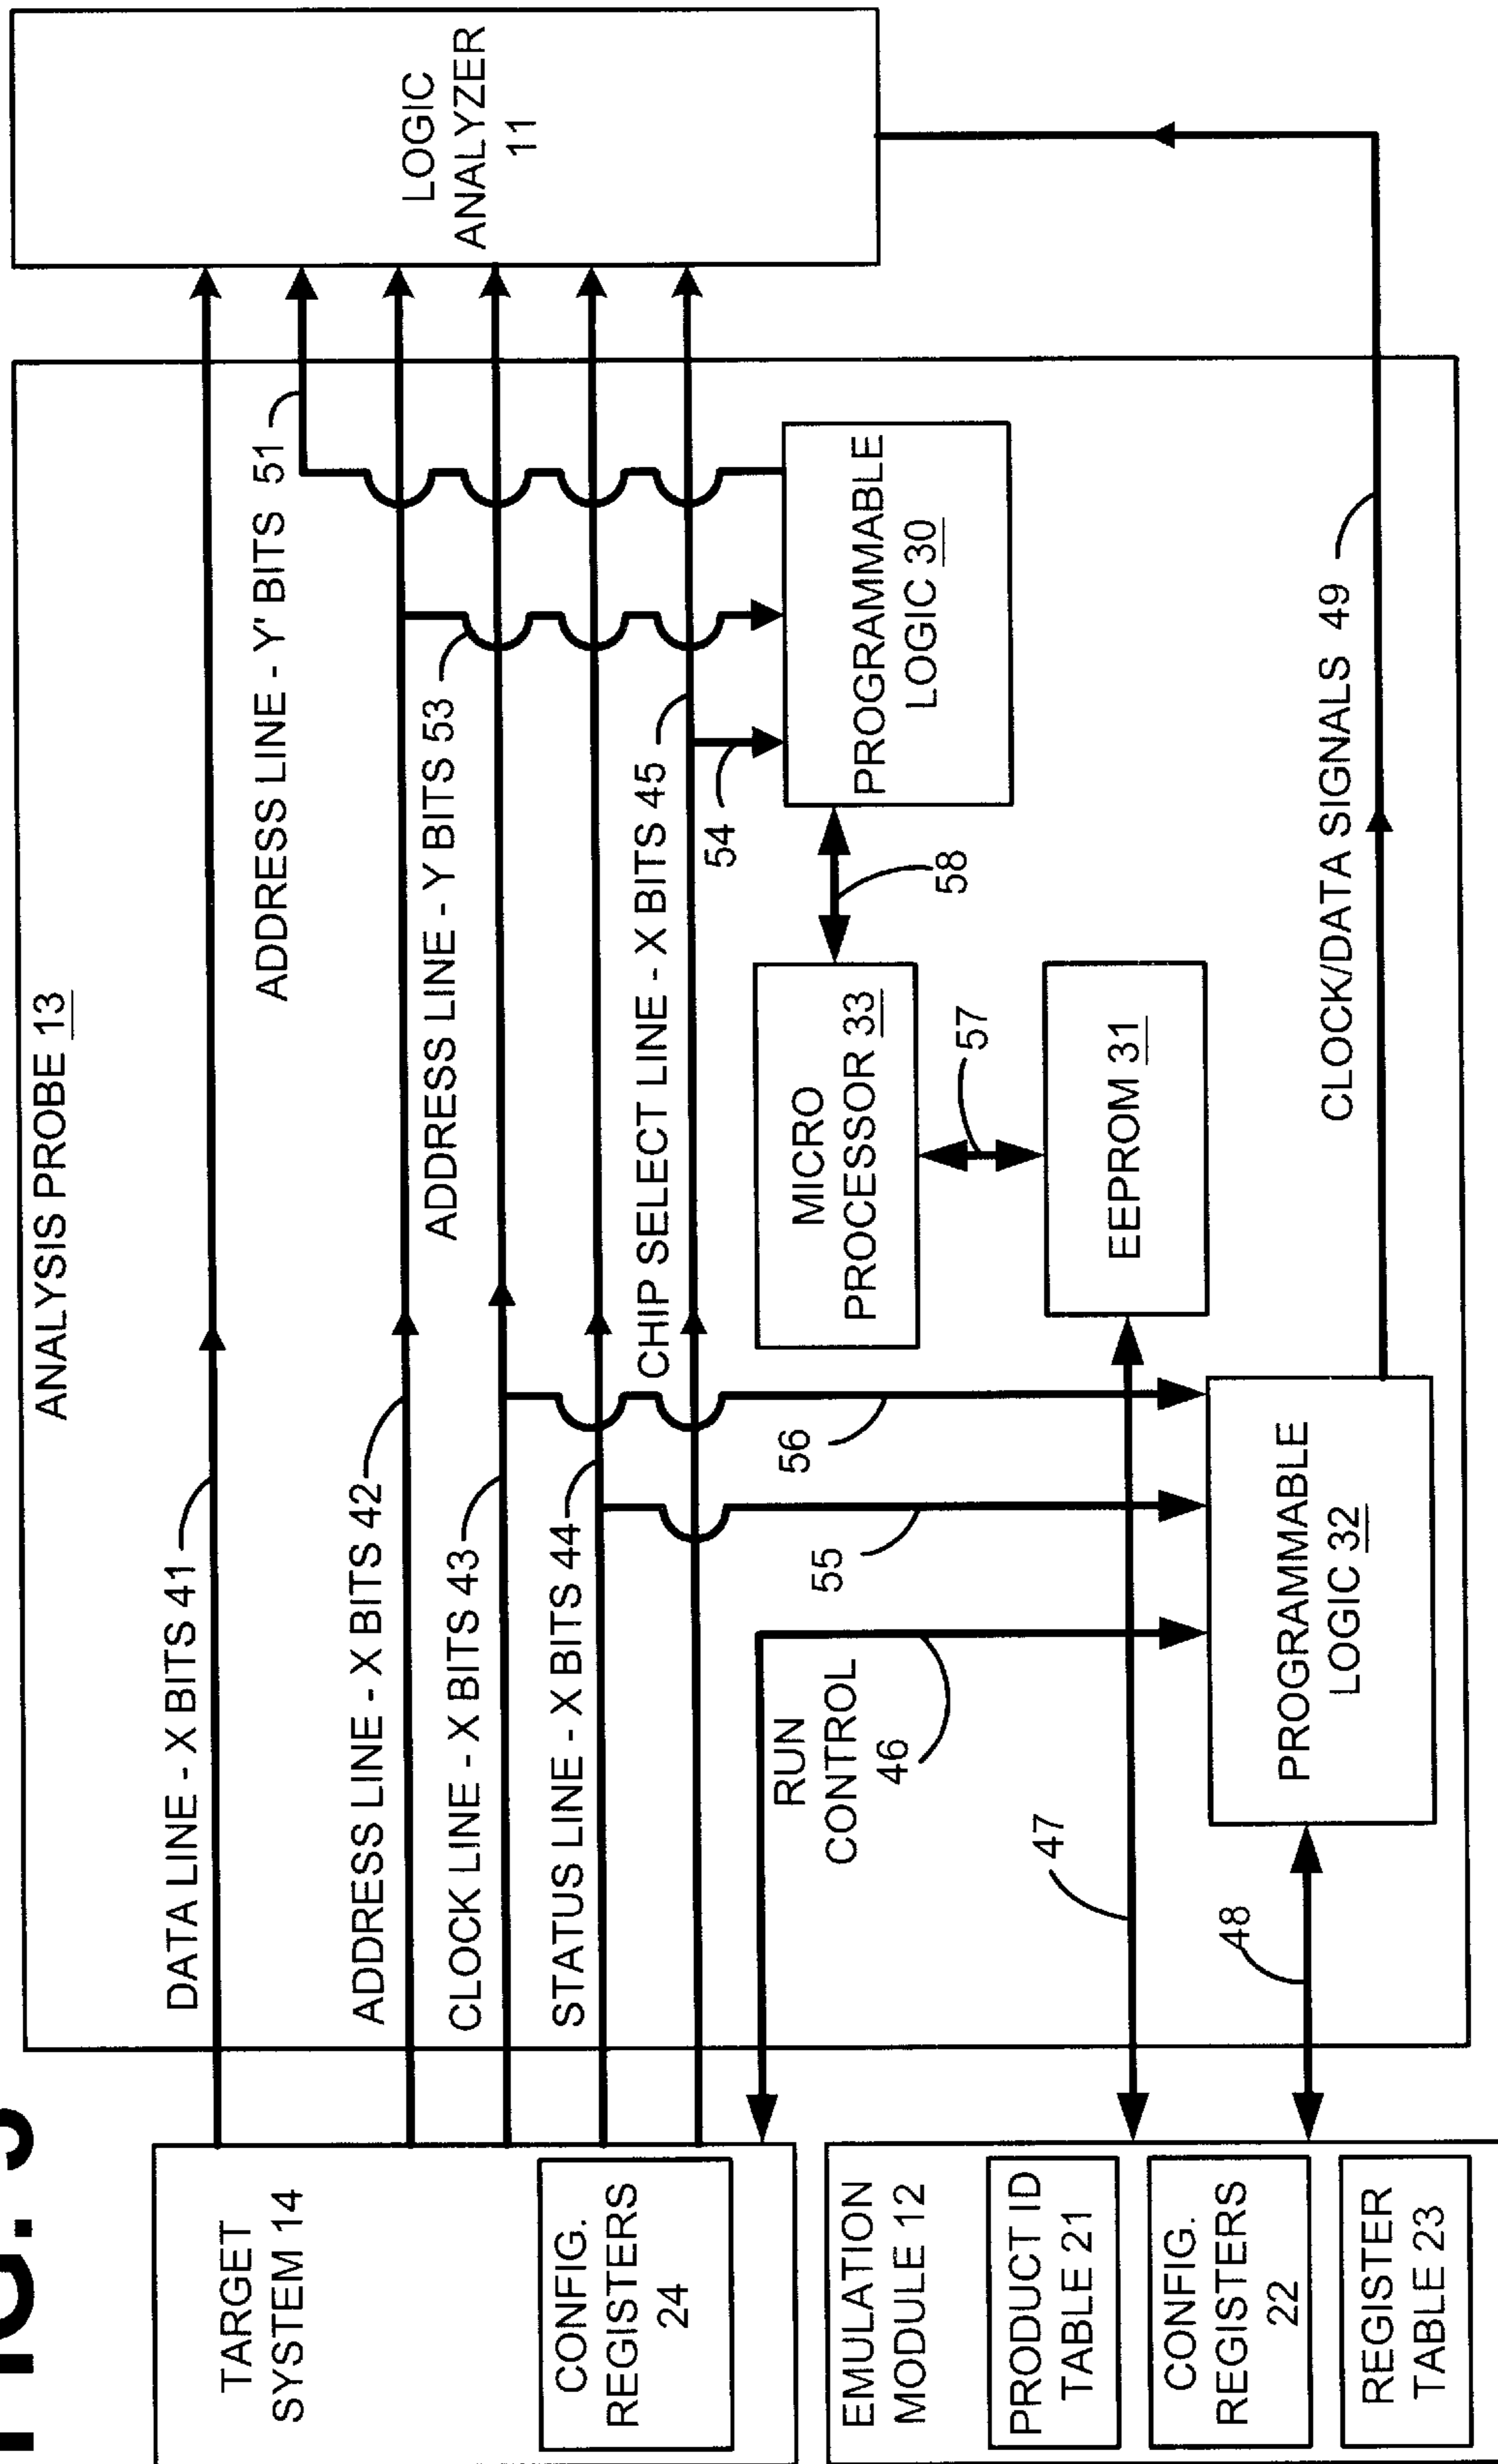 FIG. 3
TARGET
SYSTEM 14
CONFIG.
REGISTERS
24
EMULATION
MODULE 12
PRODUCT ID
TABLE 21
CONFIG.
REGISTERS
22
REGISTER
TABLE 23
ANALYSIS PROBE 13
DATA LINE - X BITS 41
ADDRESS LINE - Y' BITS 51
ADDRESS LINE - X BITS 42
ADDRESS LINE - Y BITS 53
CLOCK LINE - X BITS 43
STATUS LINE - X BITS 44
CHIP SELECT LINE - X BITS 45
54
RUN
CONTROL
46
55
56
47
48
MICRO
PROCESSOR 33
58
57
EEPROM 31
PROGRAMMABLE
LOGIC 30
PROGRAMMABLE
LOGIC 32
CLOCK/DATA SIGNALS 49
LOGIC
ANALYZER
11